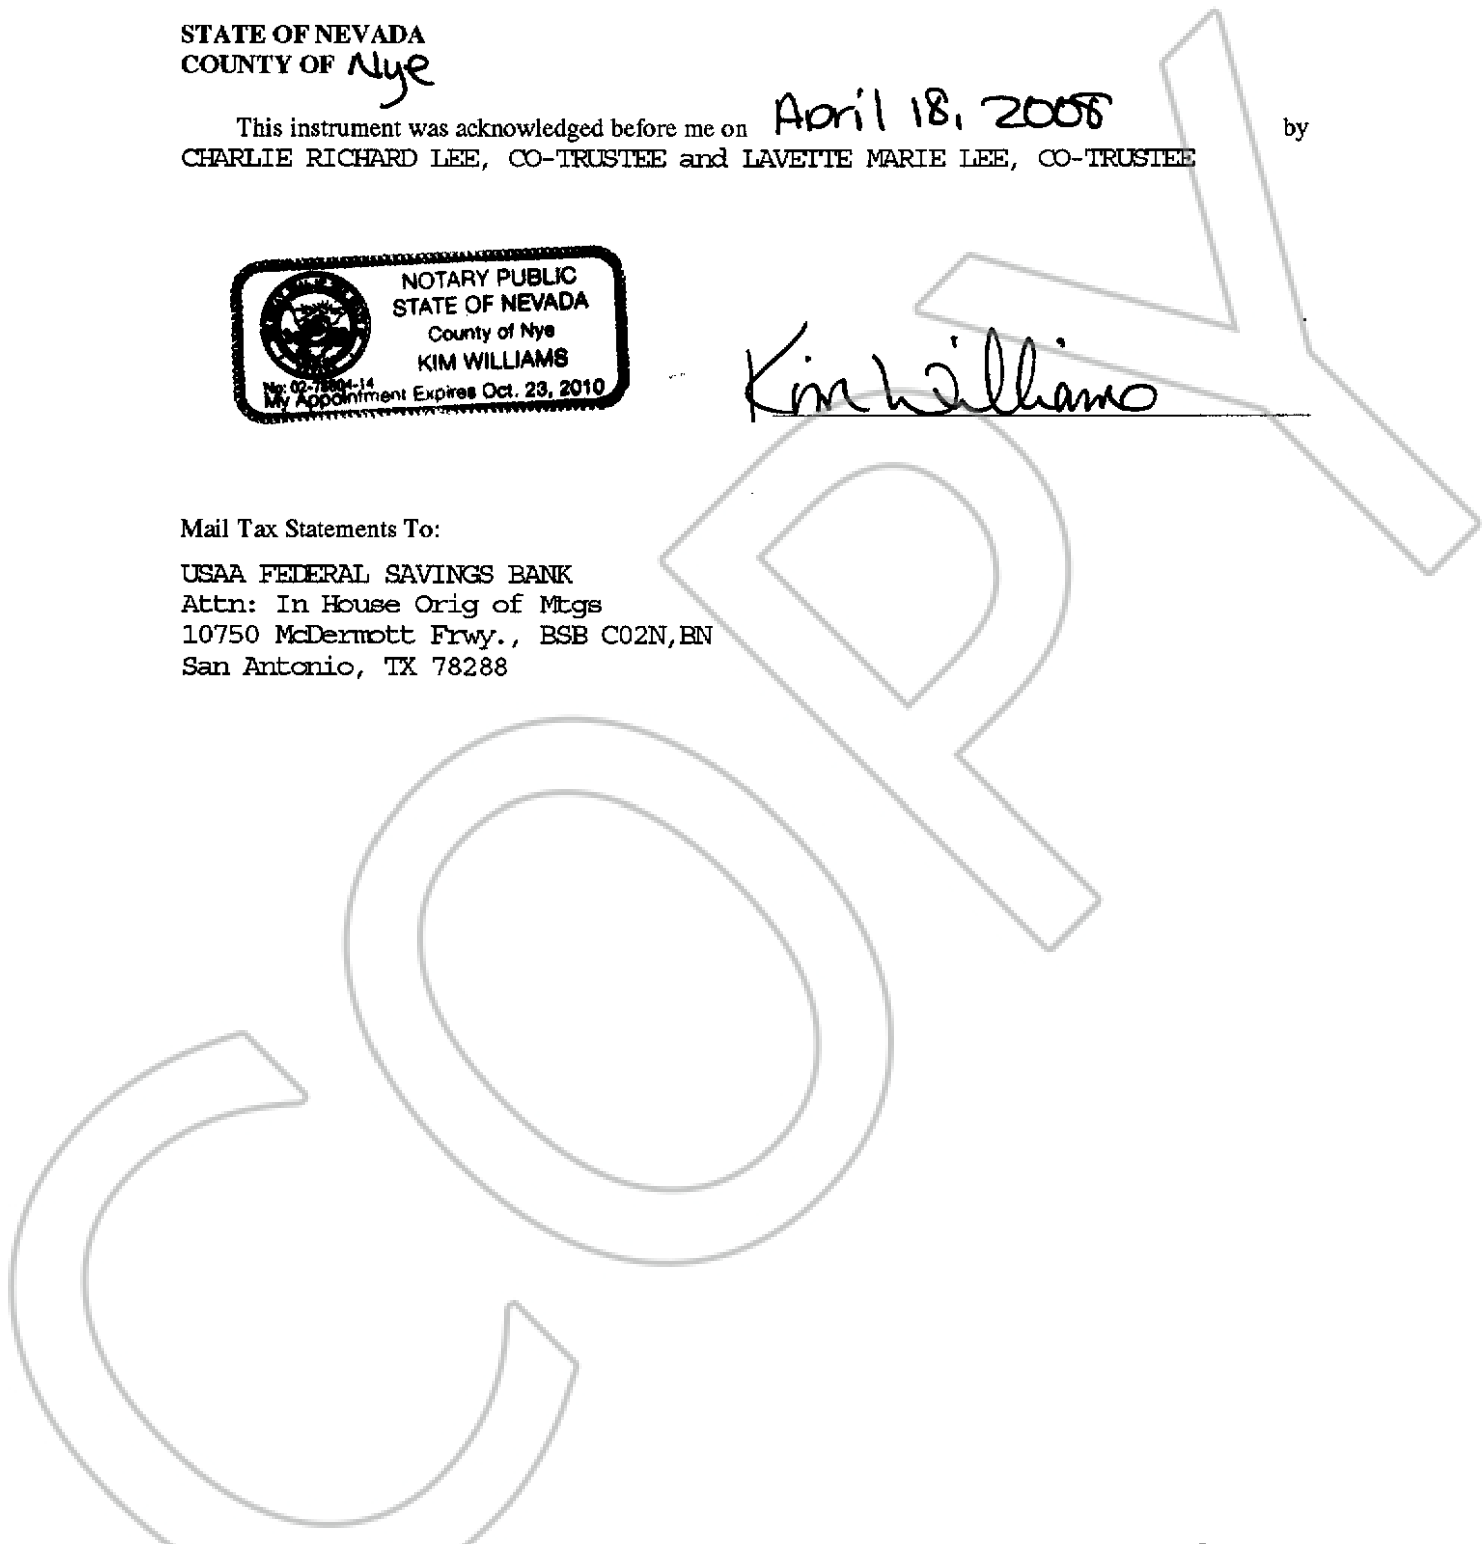 STATE OF NEVADA
COUNTY OF Nye
This instrument was acknowledged before me on April 18, 2008 by
CHARLIE RICHARD LEE, CO-TRUSTEE and LAVETTE MARIE LEE, CO-TRUSTEE
NOTARY PUBLIC
STATE OF NEVADA
County of Nye
KIM WILLIAMS
No: 02-
My Appointment Expires Oct. 23, 2010
Kim Williams
Mail Tax Statements To:
USAA FEDERAL SAVINGS BANK
Attn: In House Orig of Mtgs
10750 McDermott Frwy., BSB C02N,BN
San Antonio, TX 78288
COPY